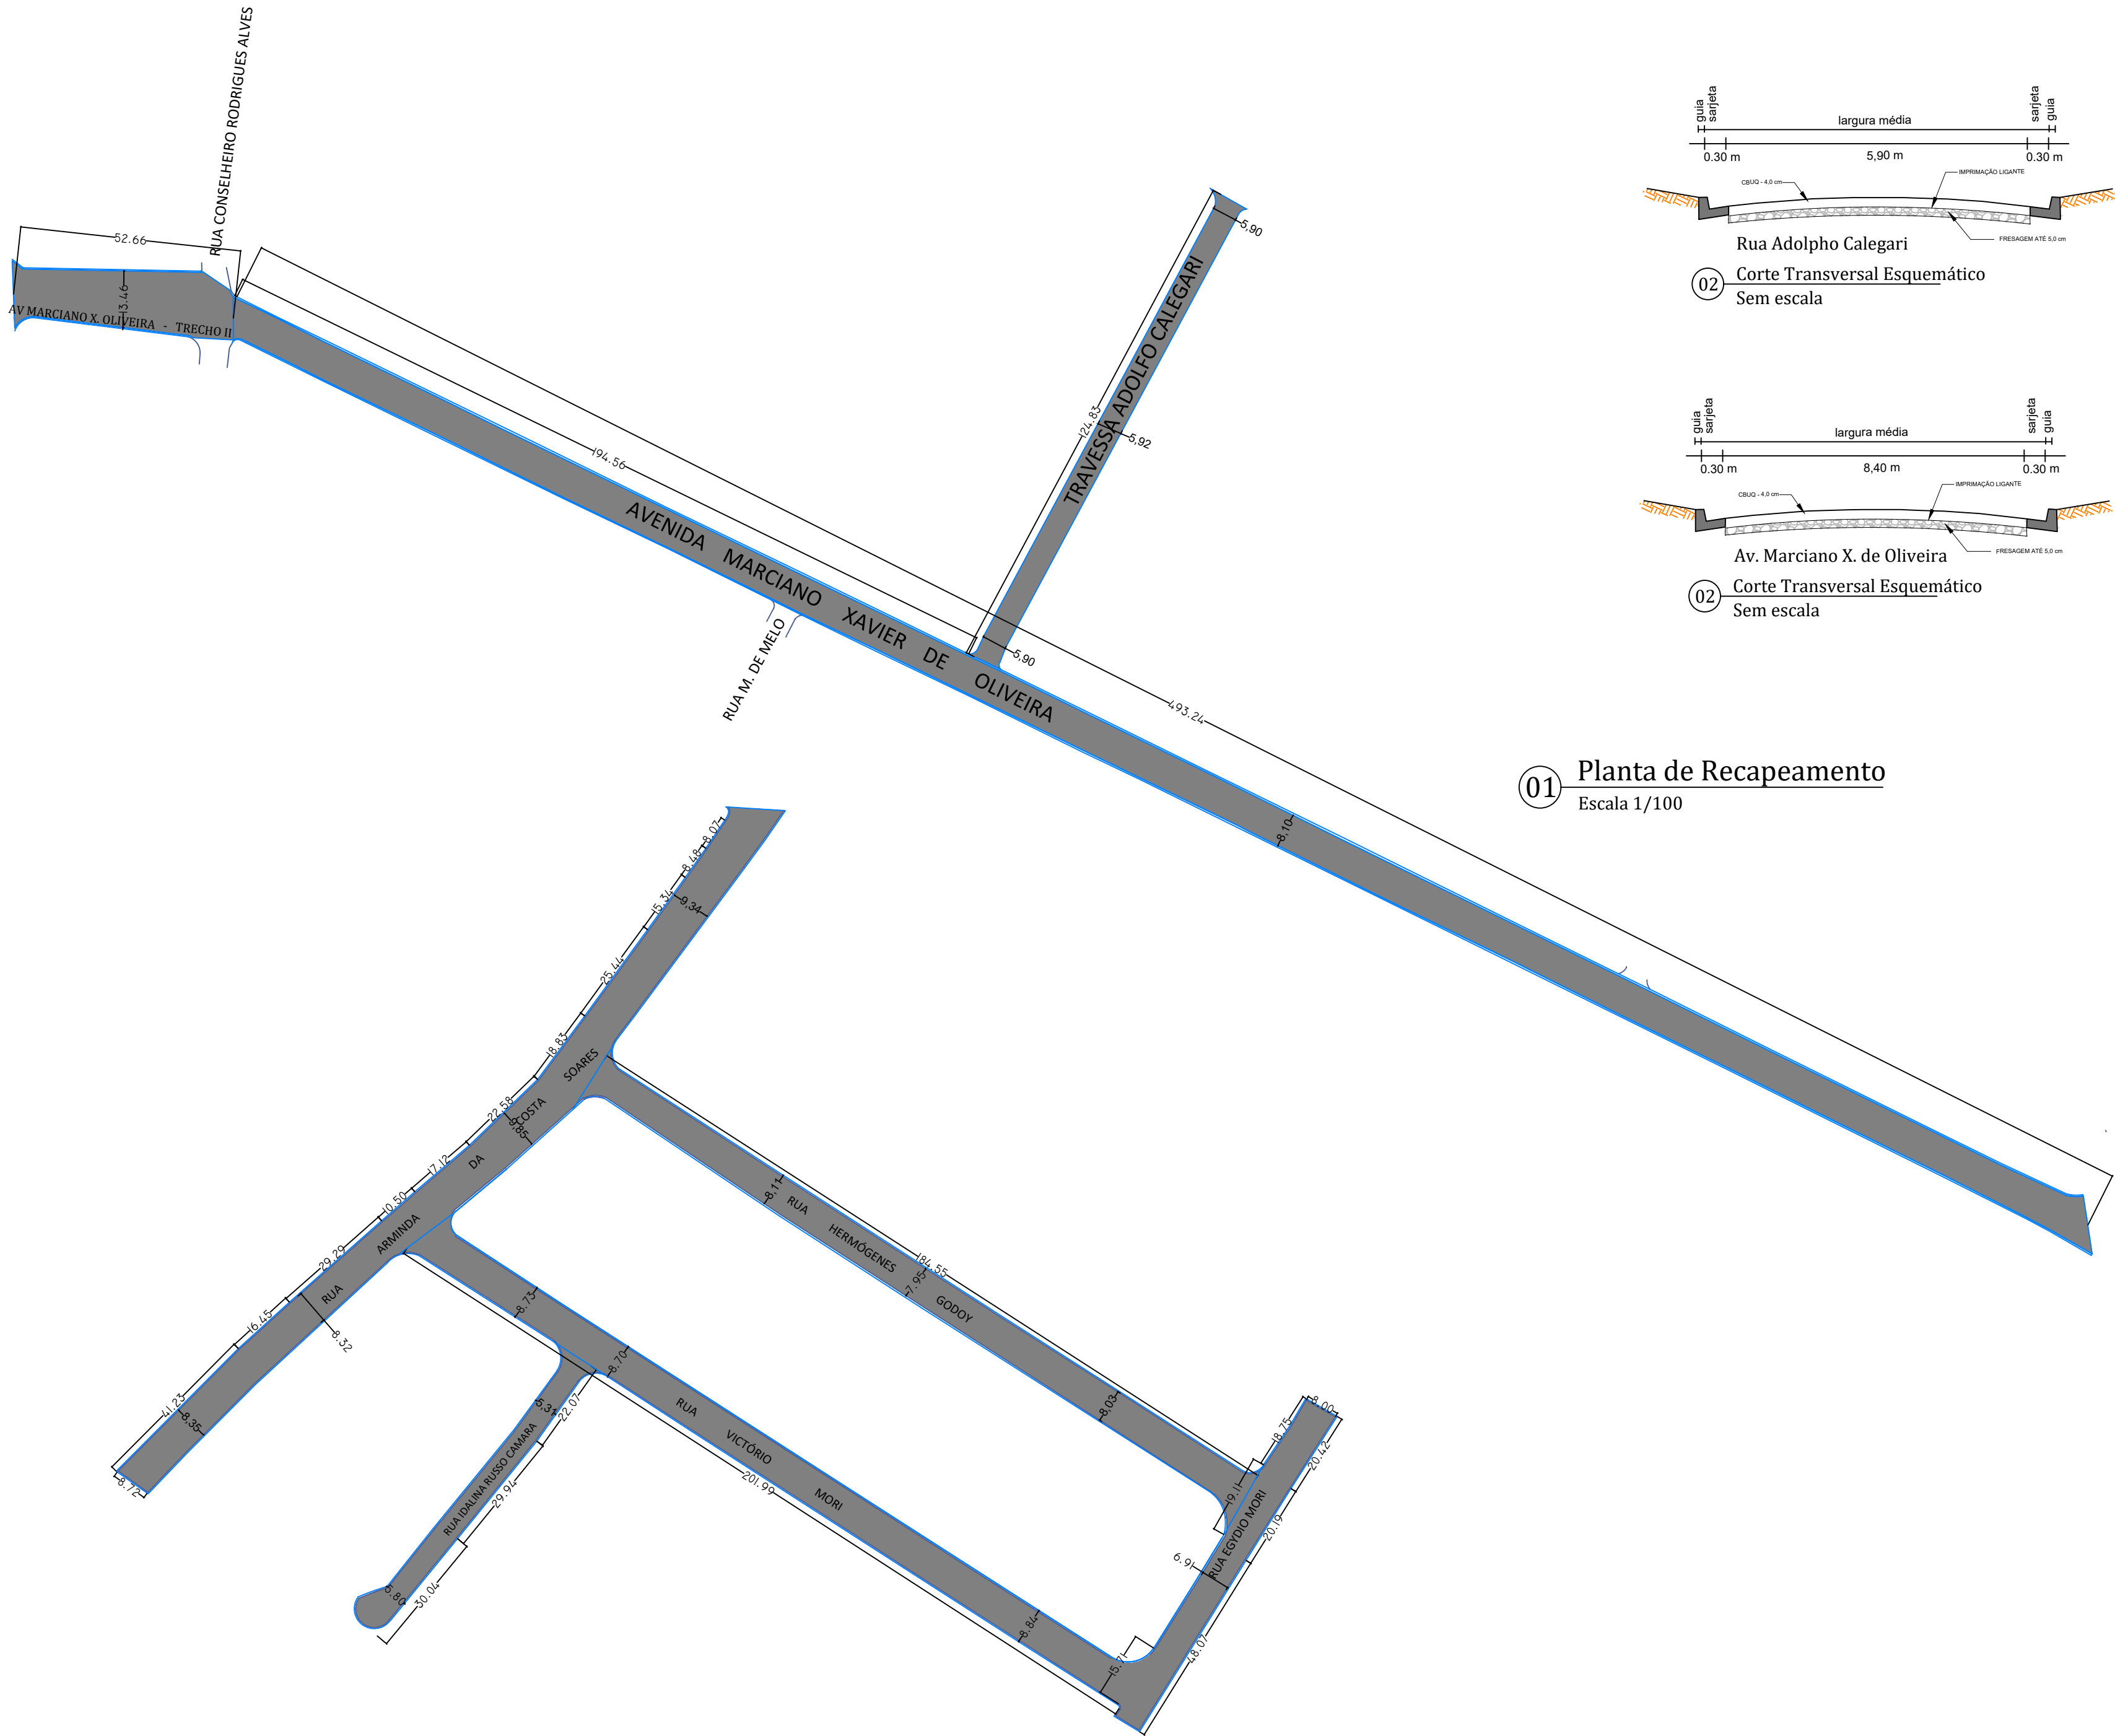 RUA CONSELHEIRO RODRIGUES ALVES
52.66
13.46
AV MARCIANO X. OLIVEIRA - TRECHO II
194.56
AVENIDA MARCIANO XAVIER DE OLIVEIRA
RUA M. DE MELO
493.24
8,10
TRAVESSA ADOLFO CALEGARI
124.83
5,90
5,92
5,90
guia
sarjeta
largura média
sarjeta
guia
0.30 m
5,90 m
0.30 m
CBUQ - 4,0 cm
IMPRIMAÇÃO LIGANTE
FRESAGEM ATÉ 5,0 cm
Rua Adolpho Calegari
02
Corte Transversal Esquemático
Sem escala
guia
sarjeta
largura média
sarjeta
guia
0.30 m
8,40 m
0.30 m
CBUQ - 4,0 cm
IMPRIMAÇÃO LIGANTE
FRESAGEM ATÉ 5,0 cm
Av. Marciano X. de Oliveira
02
Corte Transversal Esquemático
Sem escala
01
Planta de Recapeamento
Escala 1/100
RUA ARMINDA DA COSTA SOARES
18.07
8.48
9,34
15.34
25.44
18.83
22.58
9,85
17.12
10.50
29.29
8.32
16.45
41.23
8,35
8.72
RUA HERMÓGENES GODOY
8,11
184.55
7.95
8,03
RUA VICTÓRIO MORI
8.73
8.70
201.99
8.84
RUA IDALINA RUSSO CAMARA
5,31
22.07
29.94
30.04
5.80
RUA EGYDIO MORI
8.00
18.75
20.42
19.11
20.19
6.91
48.07
15.71